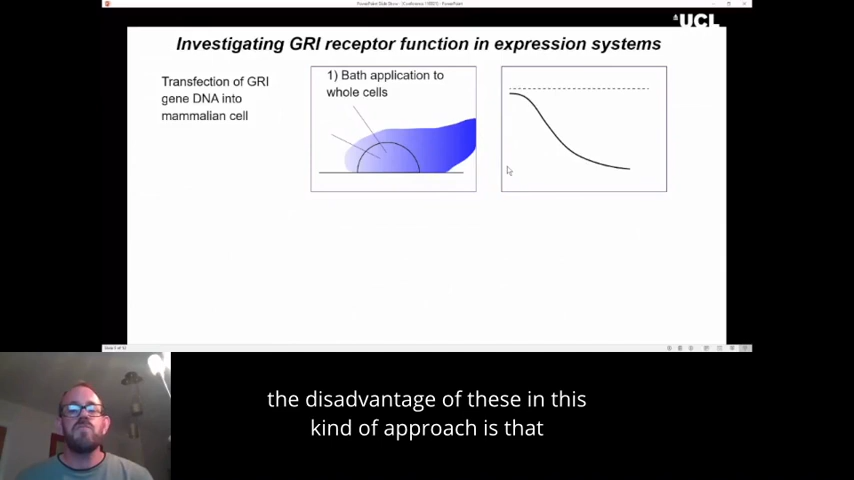 UCL
Investigating GRI receptor function in expression systems
Transfection of GRI
gene DNA into
mammalian cell
1) Bath application to
whole cells
the disadvantage of these in this
kind of approach is that